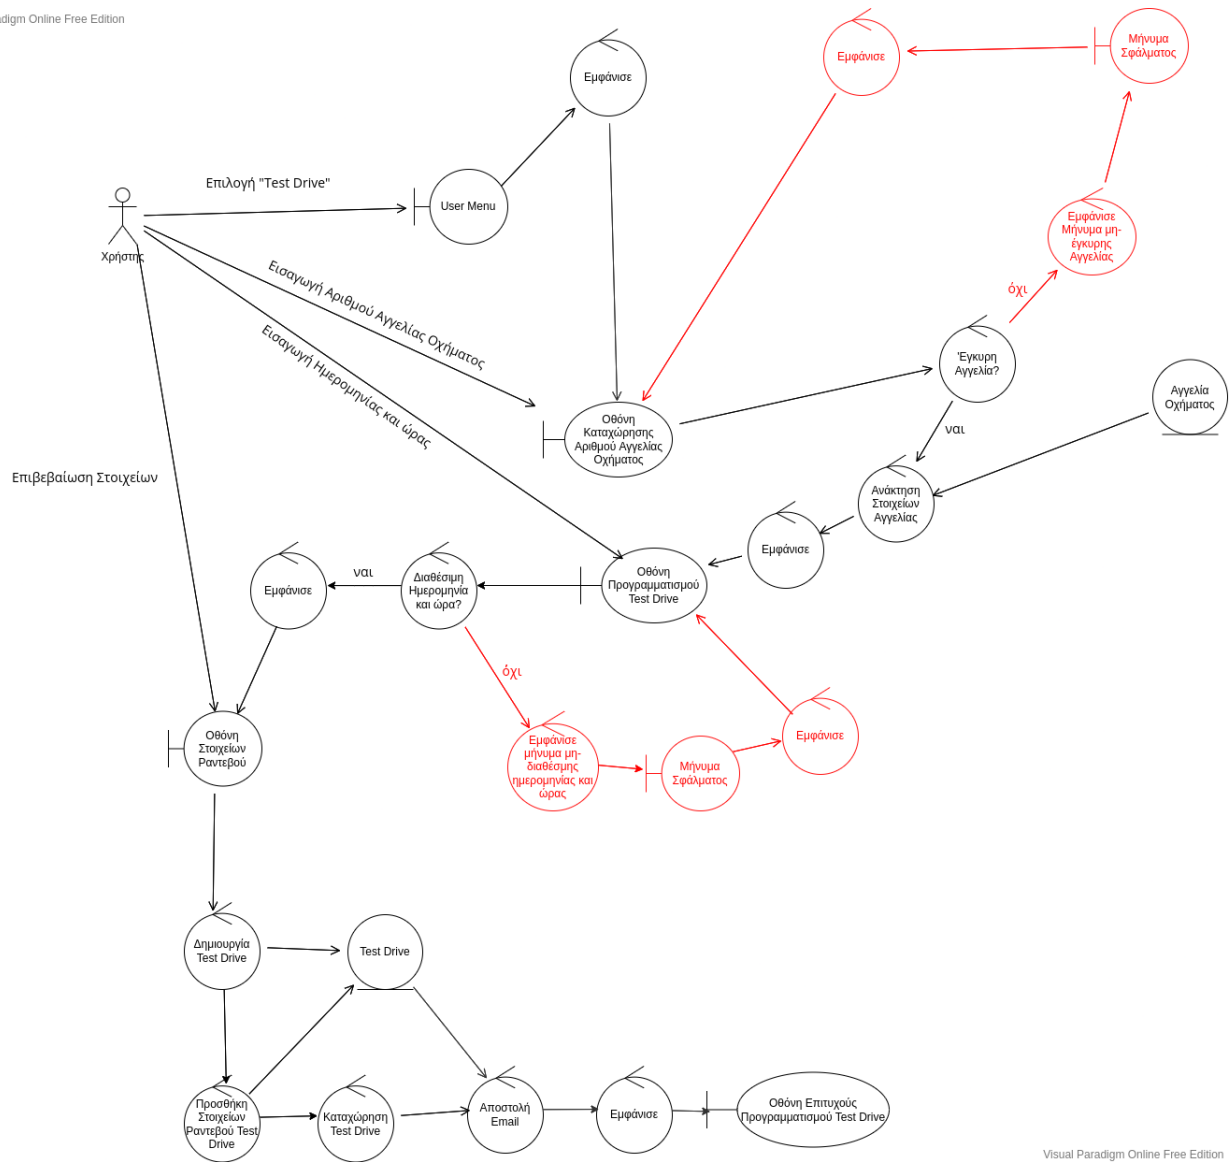 adigm Online Free Edition
Εμφάνισε
Εμφάνισε
Μήνυμα
Σφάλματος
Επιλογή "Test Drive"
User Menu
Χρήστης
Εμφάνισε
Μήνυμα μη-
έγκυρης
Αγγελίας
όχι
Εισαγωγή Αριθμού Αγγελίας Οχήματος
Εισαγωγή Ημερομηνίας και ώρας
Έγκυρη
Αγγελία?
Αγγελία
Οχήματος
Οθόνη
Καταχώρησης
Αριθμού Αγγελίας
Οχήματος
ναι
Επιβεβαίωση Στοιχείων
Ανάκτηση
Στοιχείων
Αγγελίας
Εμφάνισε
Οθόνη
Προγραμματισμού
Test Drive
Διαθέσιμη
Ημερομηνία
και ώρα?
ναι
Εμφάνισε
όχι
Οθόνη
Στοιχείων
Ραντεβού
Εμφάνισε
μήνυμα μη-
διαθέσμης
ημερομηνίας και
ώρας
Μήνυμα
Σφάλματος
Εμφάνισε
Δημιουργία
Test Drive
Test Drive
Προσθήκη
Στοιχείων
Ραντεβού Test
Drive
Καταχώρηση
Test Drive
Αποστολή
Email
Εμφάνισε
Οθόνη Επιτυχούς
Προγραμματισμού Test Drive
Visual Paradigm Online Free Edition